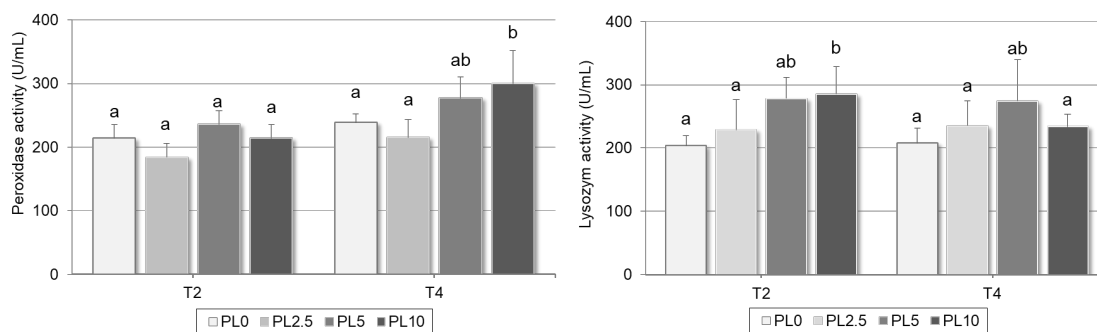 Peroxidase activity (U/mL)
400
300
200
100
0
a
a
a
a
a
a
ab
b
T2
T4
PL0 PL2.5 PL5 PL10
Lysozym activity (U/mL)
400
300
200
100
0
a
a
ab
b
a
a
ab
a
T2
T4
PL0 PL2.5 PL5 PL10